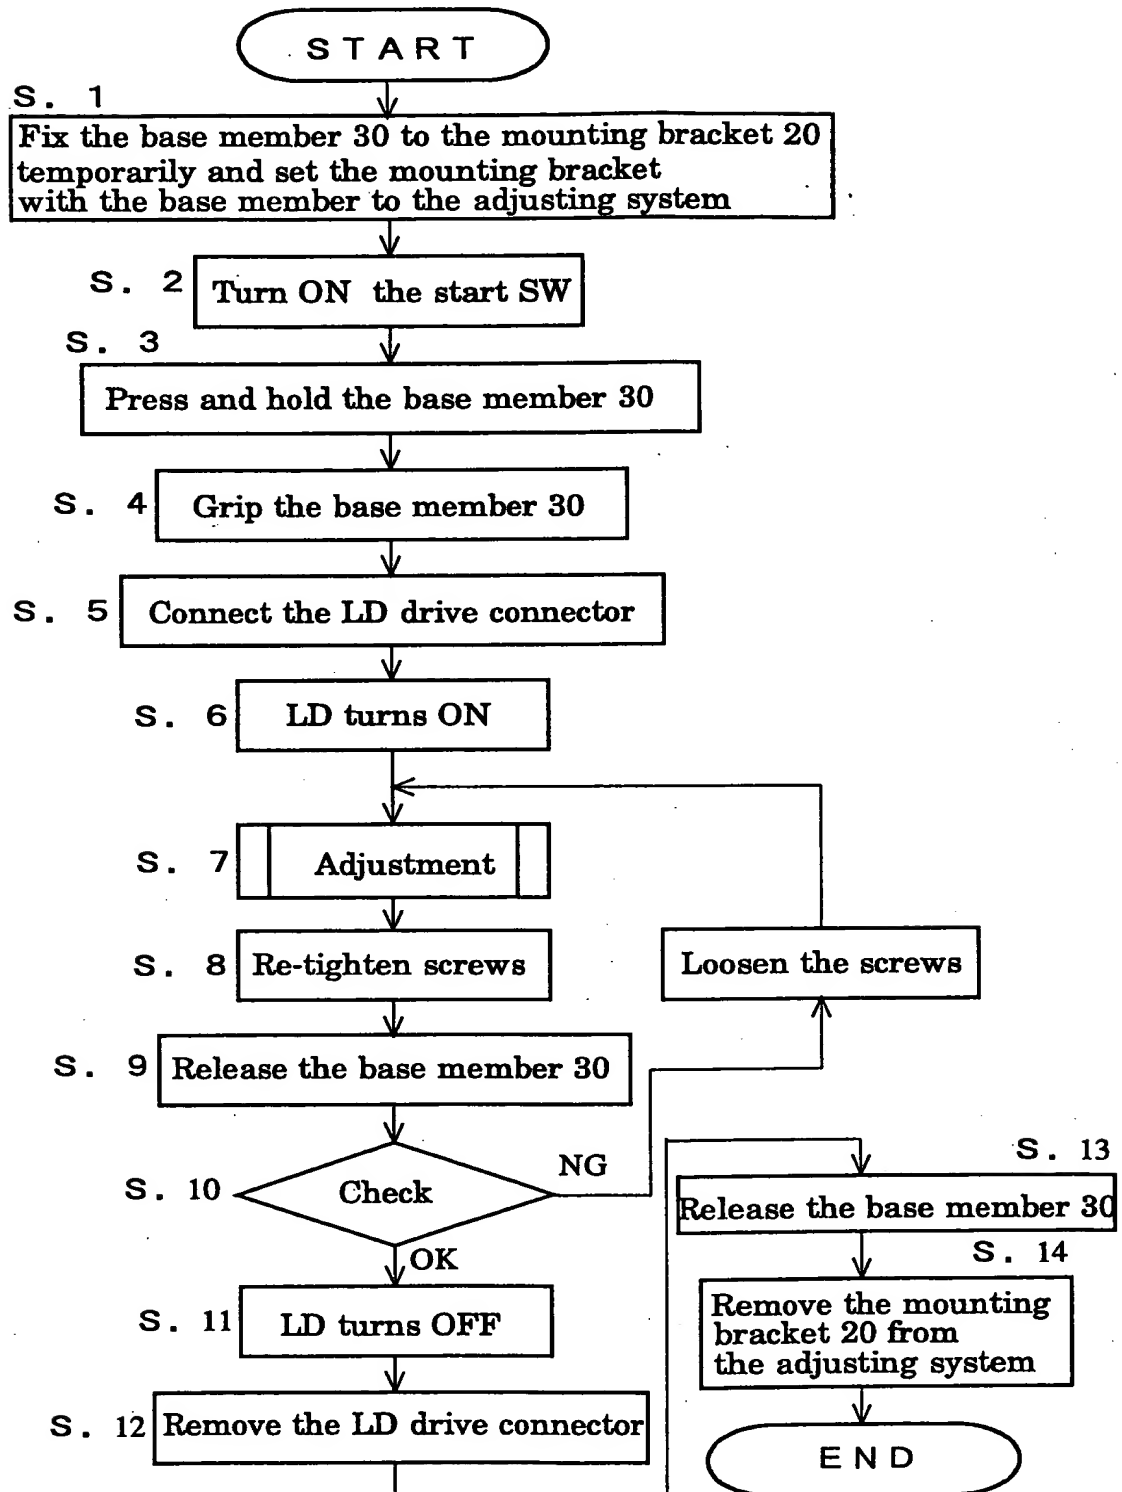 START
S. 1
Fix the base member 30 to the mounting bracket 20
temporarily and set the mounting bracket
with the base member to the adjusting system
S. 2
Turn ON the start SW
S. 3
Press and hold the base member 30
S. 4
Grip the base member 30
S. 5
Connect the LD drive connector
S. 6
LD turns ON
S. 7
Adjustment
S. 8
Re-tighten screws
Loosen the screws
S. 9
Release the base member 30
S. 10
Check
NG
OK
S. 11
LD turns OFF
S. 12
Remove the LD drive connector
S. 13
Release the base member 30
S. 14
Remove the mounting
bracket 20 from
the adjusting system
END